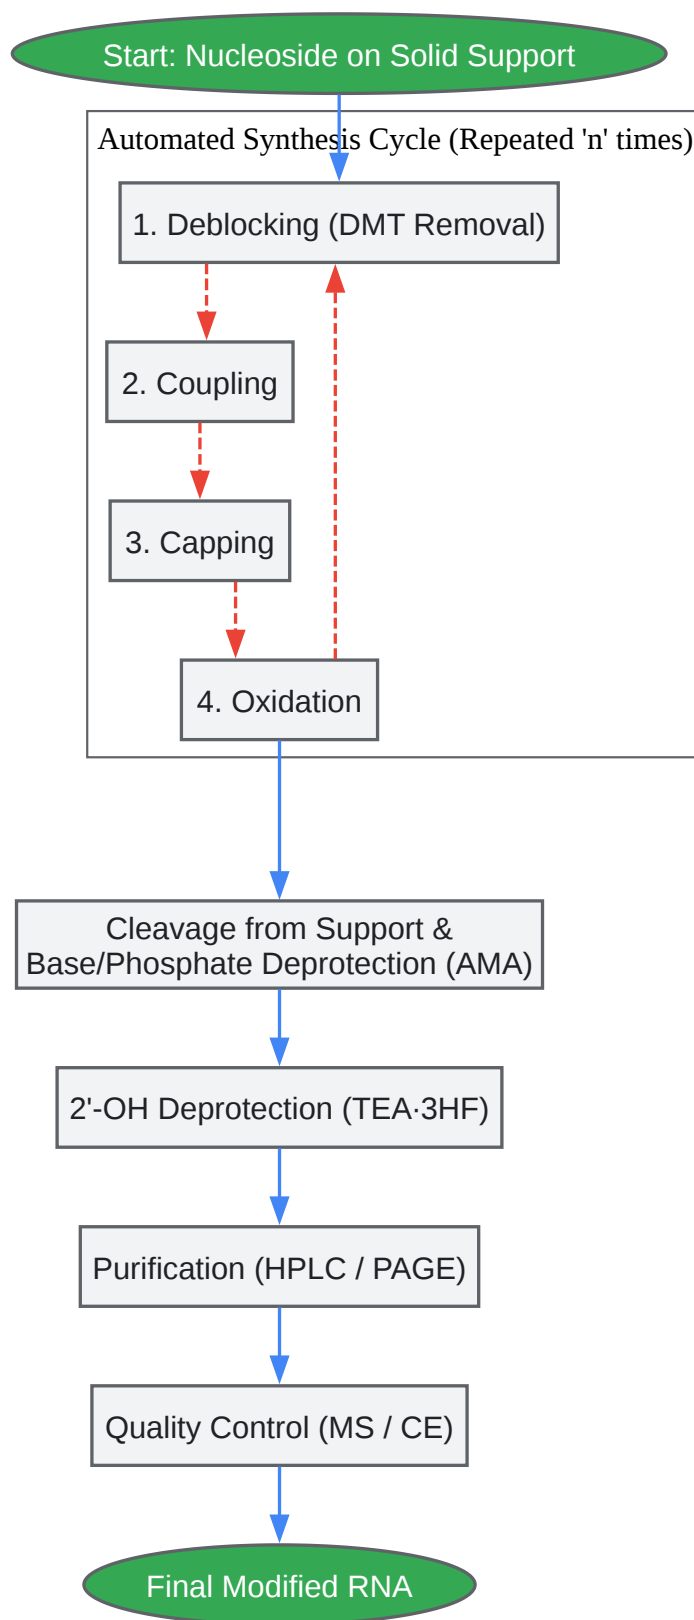 Start: Nucleoside on Solid Support
Automated Synthesis Cycle (Repeated 'n' times)
1. Deblocking (DMT Removal)
2. Coupling
3. Capping
4. Oxidation
Cleavage from Support &
Base/Phosphate Deprotection (AMA)
2'-OH Deprotection (TEA·3HF)
Purification (HPLC / PAGE)
Quality Control (MS / CE)
Final Modified RNA